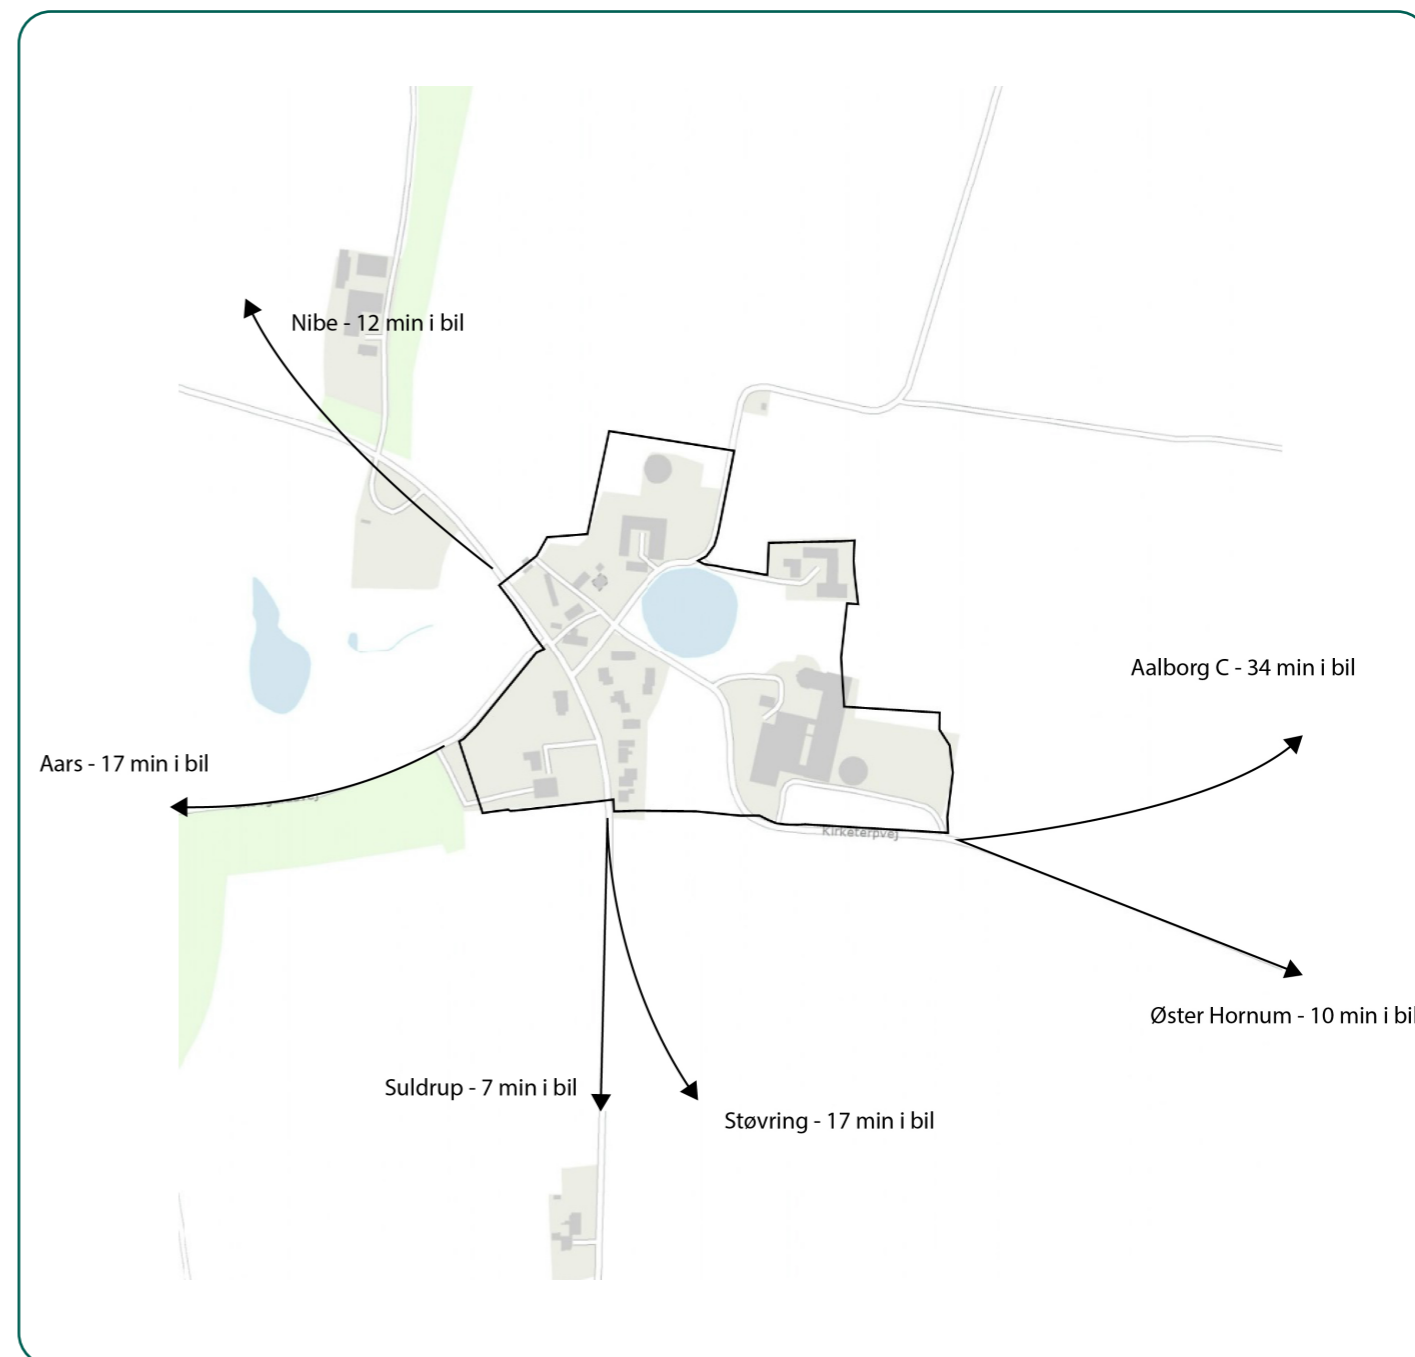 Nibe - 12 min i bil
Aalborg C - 34 min i bil
Aars - 17 min i bil
Kirketerpvej
Øster Hornum - 10 min i bil
Suldrup - 7 min i bil
Støvring - 17 min i bil